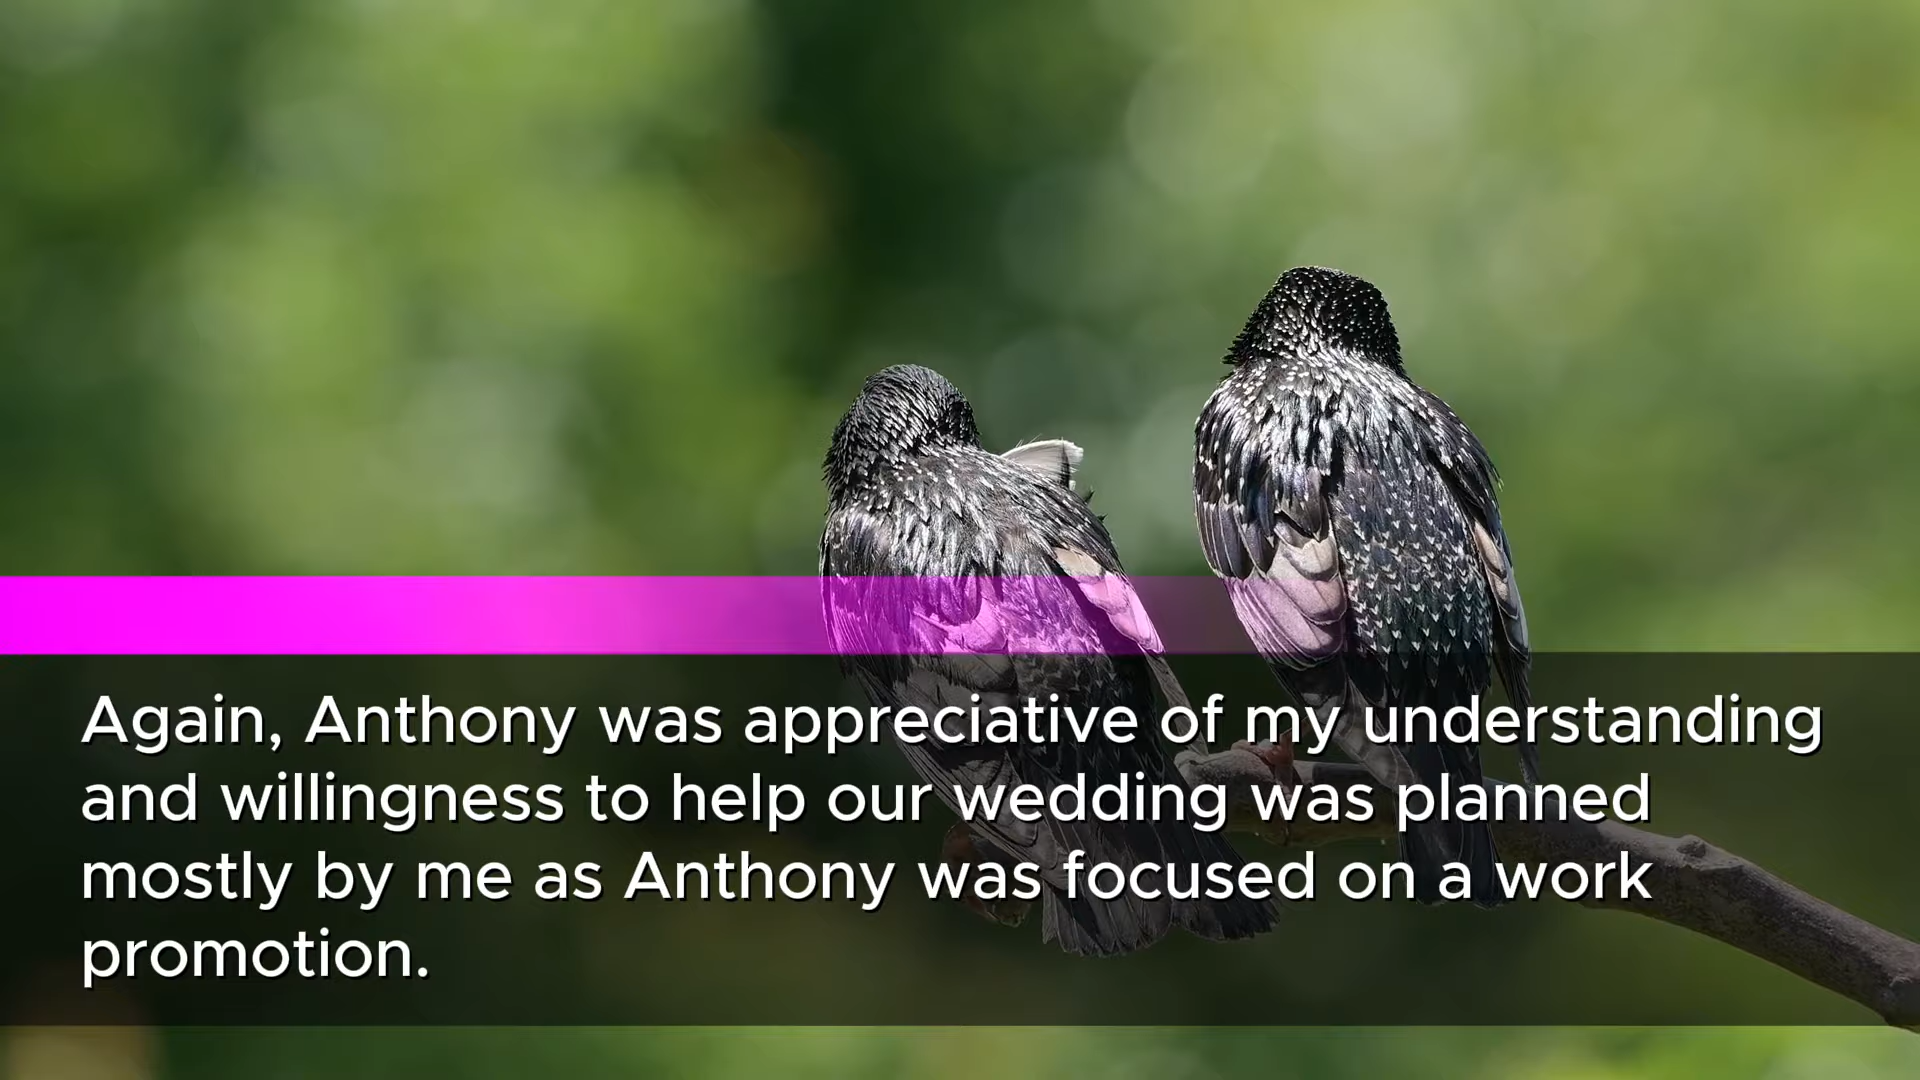 Again, Anthony was appreciative of my understanding
and willingness to help our wedding was planned
mostly by me as Anthony was focused on a work
promotion.